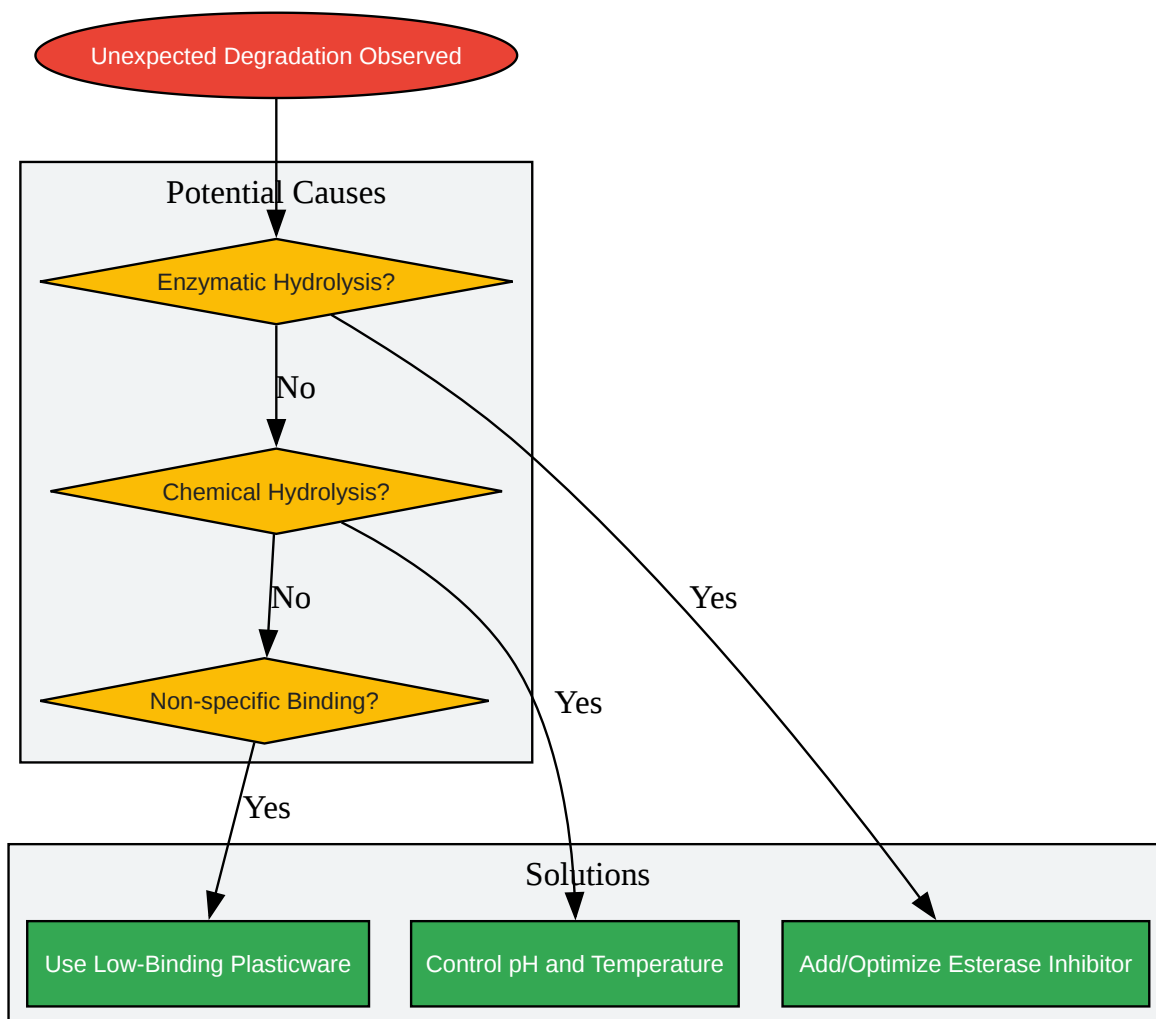 Unexpected Degradation Observed
Potential Causes
Enzymatic Hydrolysis?
No
Chemical Hydrolysis?
No
Yes
Non-specific Binding?
Yes
Yes
Solutions
Use Low-Binding Plasticware
Control pH and Temperature
Add/Optimize Esterase Inhibitor